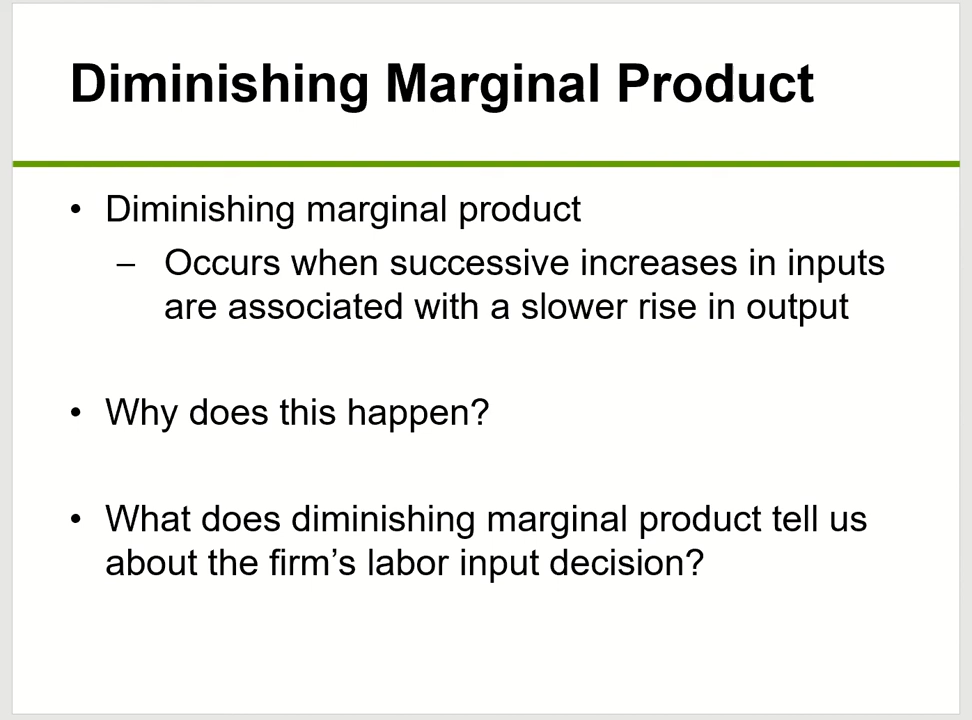 Diminishing Marginal Product
• Diminishing marginal product
– Occurs when successive increases in inputs
are associated with a slower rise in output
• Why does this happen?
• What does diminishing marginal product tell us
about the firm’s labor input decision?